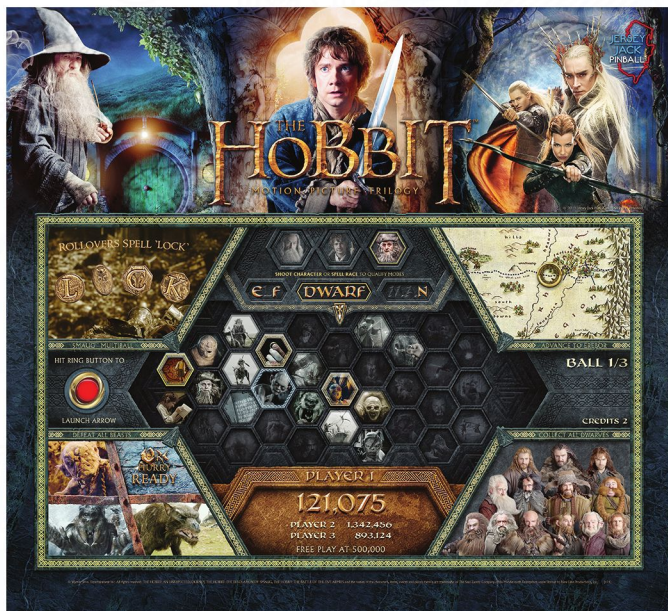 JERSEY
JACK
PINBALL
THE
HOBBIT
MOTION PICTURE TRILOGY
ROLLOVERS SPELL 'LOCK'
L O C K
SMAUG MULTIBALL
SHOOT CHARACTER OR SPELL RACE TO QUALIFY MODES
E F
DWARF
N
ADVANCE TO EREBOR
HIT RING BUTTON TO
LAUNCH ARROW
BALL 1/3
CREDITS 2
DEFEAT ALL BEASTS
READY
COLLECT ALL DWARVES
PLAYER 1
121,075
PLAYER 2 1,342,456
PLAYER 3 893,124
FREE PLAY AT 500,000